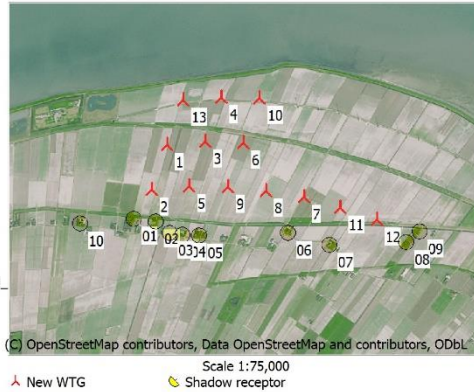 13 4 10
1 3 6
2 5 9 8 7 11 12
10 01 02 03 04 05 06 07 08 09
(C) OpenStreetMap contributors, Data OpenStreetMap and contributors, ODbL
Scale 1:75,000
New WTG Shadow receptor